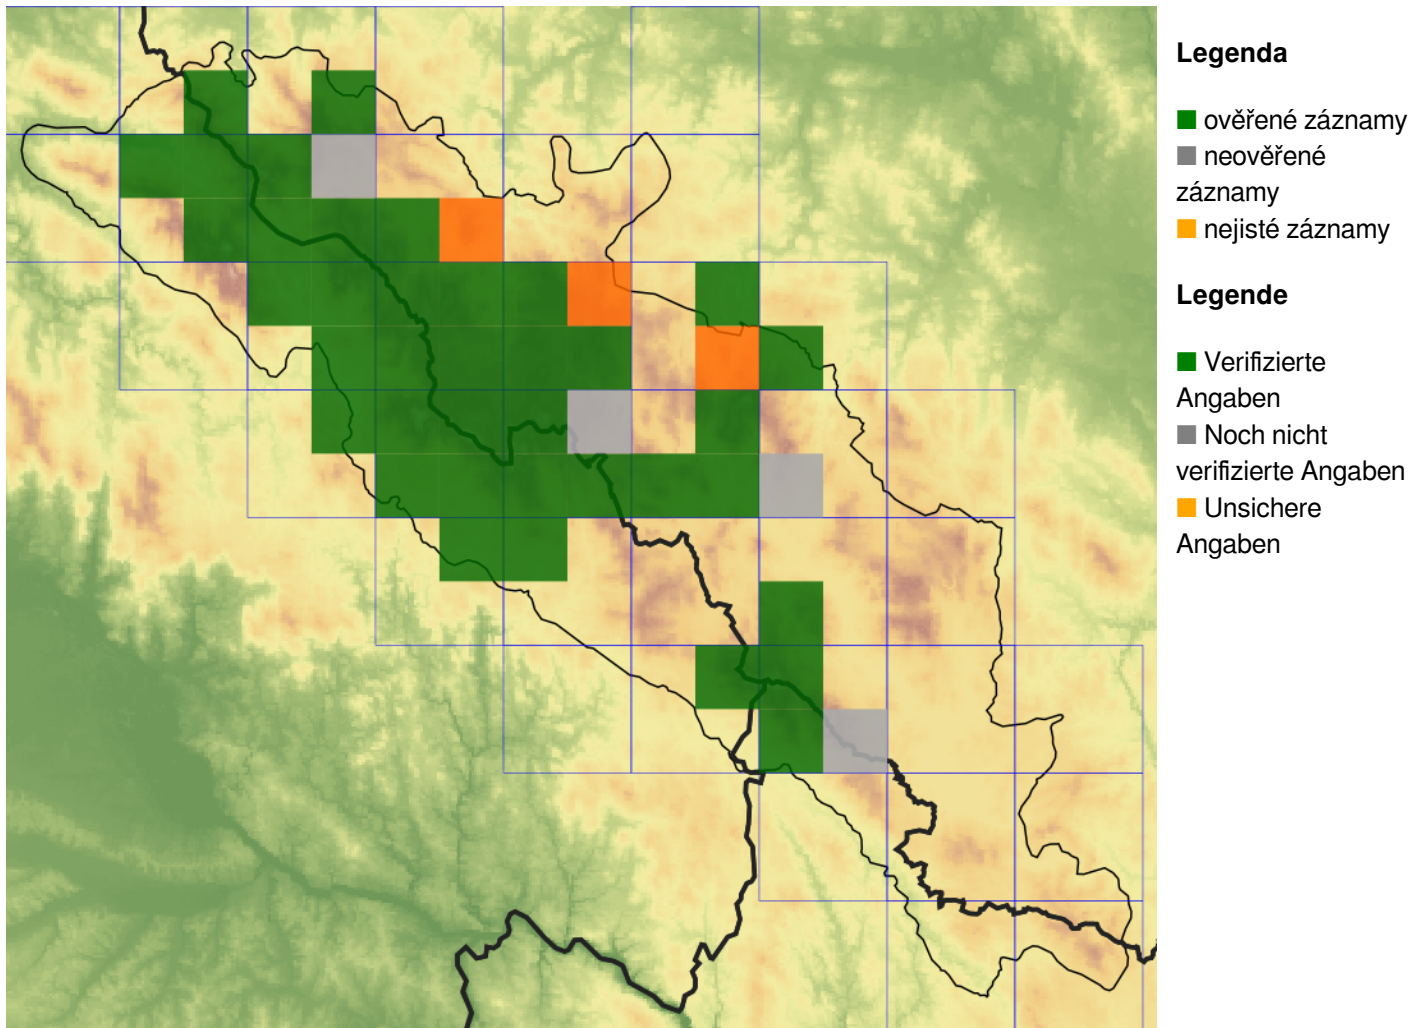 Legenda
ověřené záznamy
neověřené
záznamy
nejisté záznamy
Legende
Verifizierte
Angaben
Noch nicht
verifizierte Angaben
Unsichere
Angaben